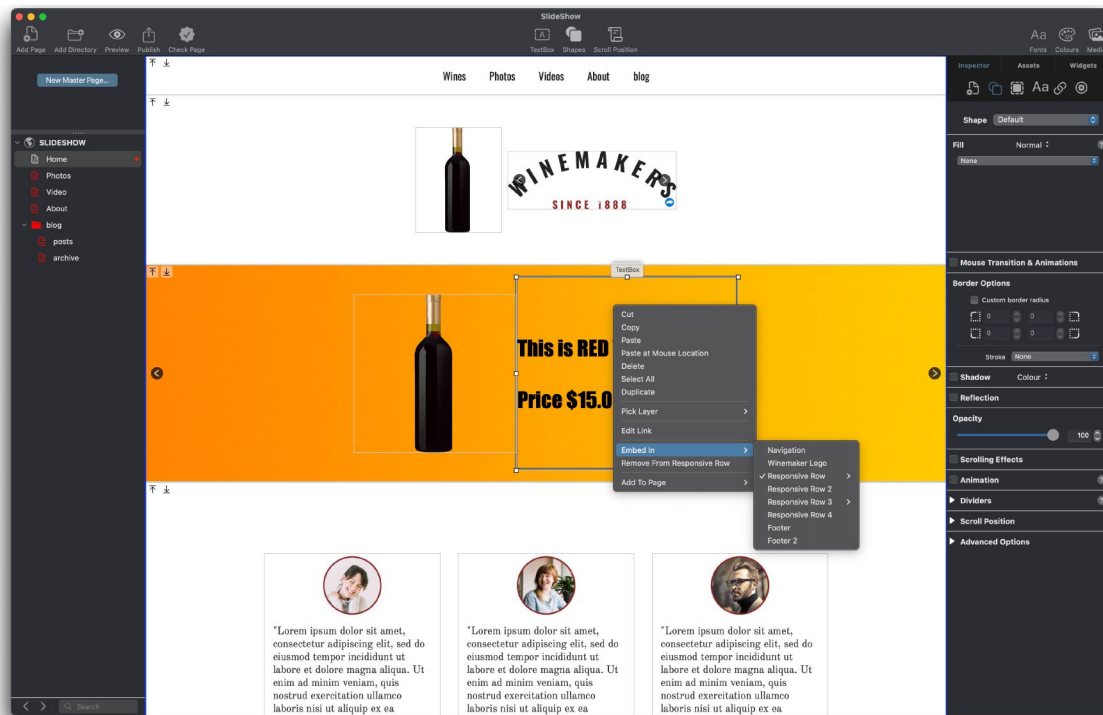 SlideShow
Add Page Add Directory Preview Publish Check Page
TextBox Shapes Scroll Position
Fonts Colours
New Master Page...
SLIDESHOW
Home
Photos
Video
About
blog
posts
archive
Search
Wines Photos Videos About blog
WINEMAKERS
SINCE 1888
TextBox
This is RED
Price $15.0
Cut
Copy
Paste
Paste at Mouse Location
Delete
Select All
Duplicate
Pick Layer
Edit Link
Embed In
Remove From Responsive Row
Add To Page
Navigation
Winemaker Logo
Responsive Row
Responsive Row 2
Responsive Row 3
Responsive Row 4
Footer
Footer 2
"Lorem ipsum dolor sit amet,
consectetur adipiscing elit, sed do
eiusmod tempor incididunt ut
labore et dolore magna aliqua. Ut
enim ad minim veniam, quis
nostrud exercitation ullamco
laboris nisi ut aliquip ex ea
"Lorem ipsum dolor sit amet,
consectetur adipiscing elit, sed do
eiusmod tempor incididunt ut
labore et dolore magna aliqua. Ut
enim ad minim veniam, quis
nostrud exercitation ullamco
laboris nisi ut aliquip ex ea
"Lorem ipsum dolor sit amet,
consectetur adipiscing elit, sed do
eiusmod tempor incididunt ut
labore et dolore magna aliqua. Ut
enim ad minim veniam, quis
nostrud exercitation ullamco
laboris nisi ut aliquip ex ea
Inspector Assets Widgets
Shape Default
Fill Normal
None
Mouse Transition & Animations
Border Options
Custom border radius
0 0
0 0
Stroke None
Shadow Colour
Reflection
Opacity
100
Scrolling Effects
Animation
Dividers
Scroll Position
Advanced Options